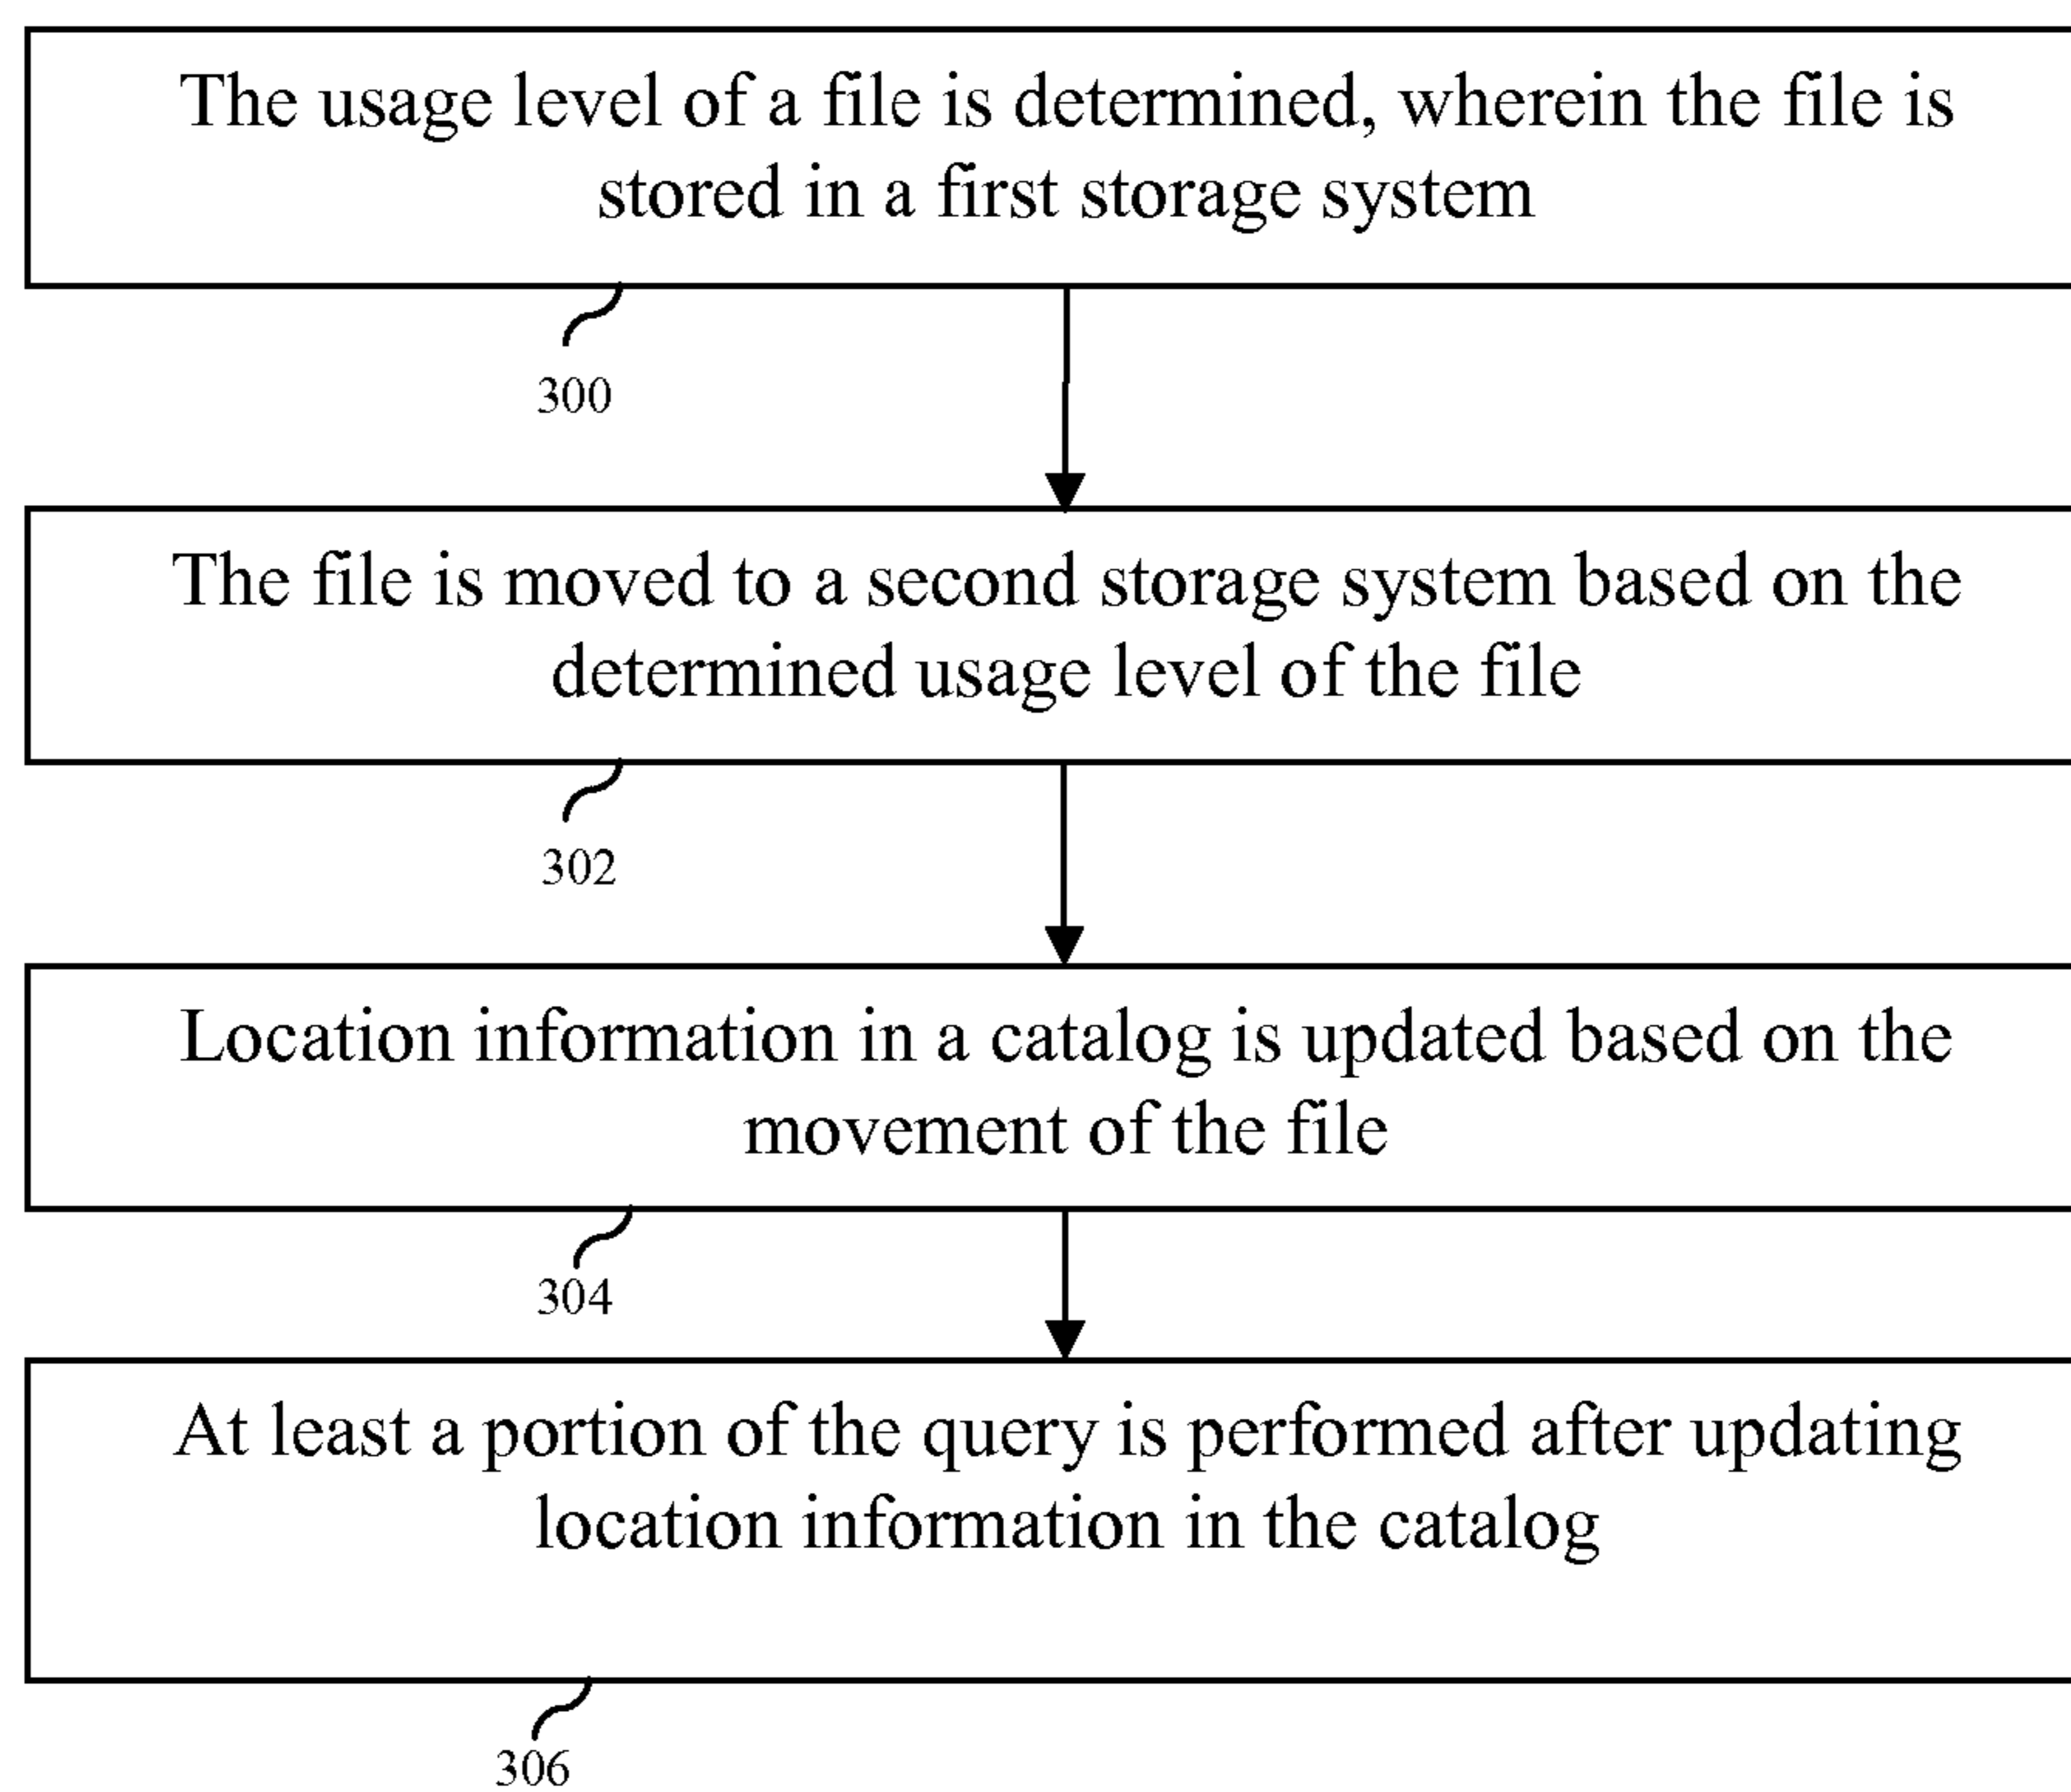 The usage level of a file is determined, wherein the file is
stored in a first storage system
300
The file is moved to a second storage system based on the
determined usage level of the file
302
Location information in a catalog is updated based on the
movement of the file
304
At least a portion of the query is performed after updating
location information in the catalog
306